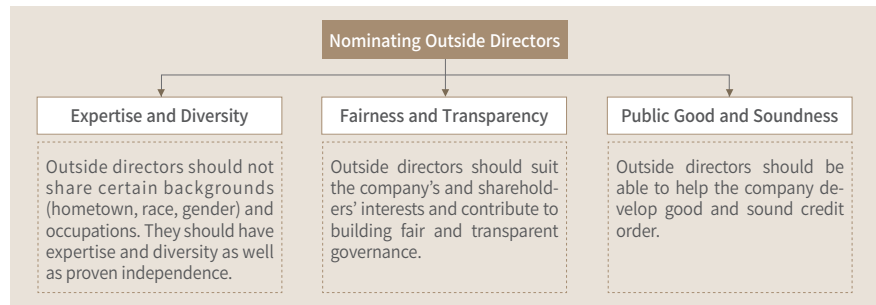 Nominating Outside Directors
Expertise and Diversity
Outside directors should not
share certain backgrounds
(hometown, race, gender) and
occupations. They should have
expertise and diversity as well
as proven independence.
Fairness and Transparency
Outside directors should suit
the company's and sharehold-
ers' interests and contribute to
building fair and transparent
governance.
Public Good and Soundness
Outside directors should be
able to help the company de-
velop good and sound credit
order.